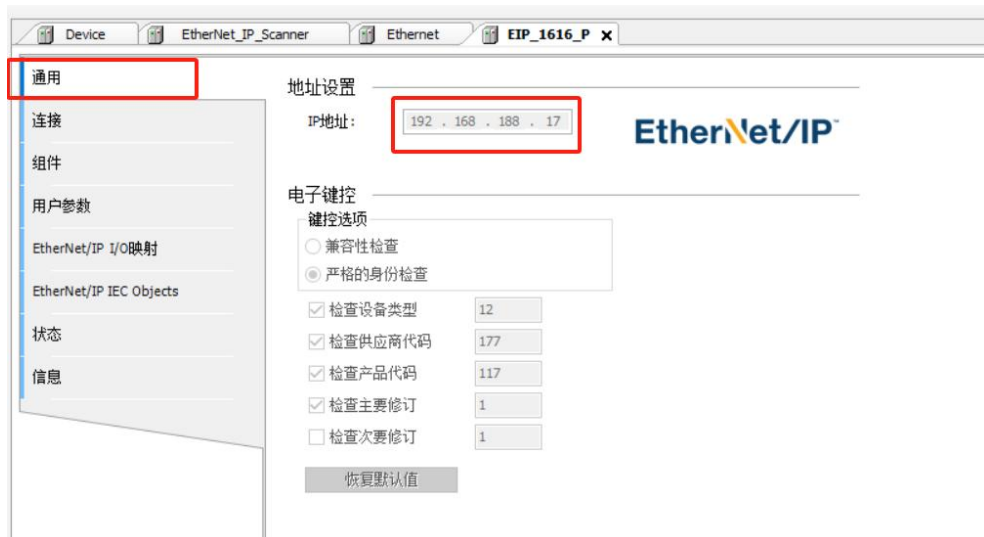 Device EtherNet_IP_Scanner Ethernet EIP_1616_P x
通用
连接
组件
用户参数
EtherNet/IP I/O映射
EtherNet/IP IEC Objects
状态
信息
地址设置
IP地址: 192 . 168 . 188 . 17
EtherNet/IP™
电子键控
键控选项
兼容性检查
严格的身份检查
检查设备类型 12
检查供应商代码 177
检查产品代码 117
检查主要修订 1
检查次要修订 1
恢复默认值